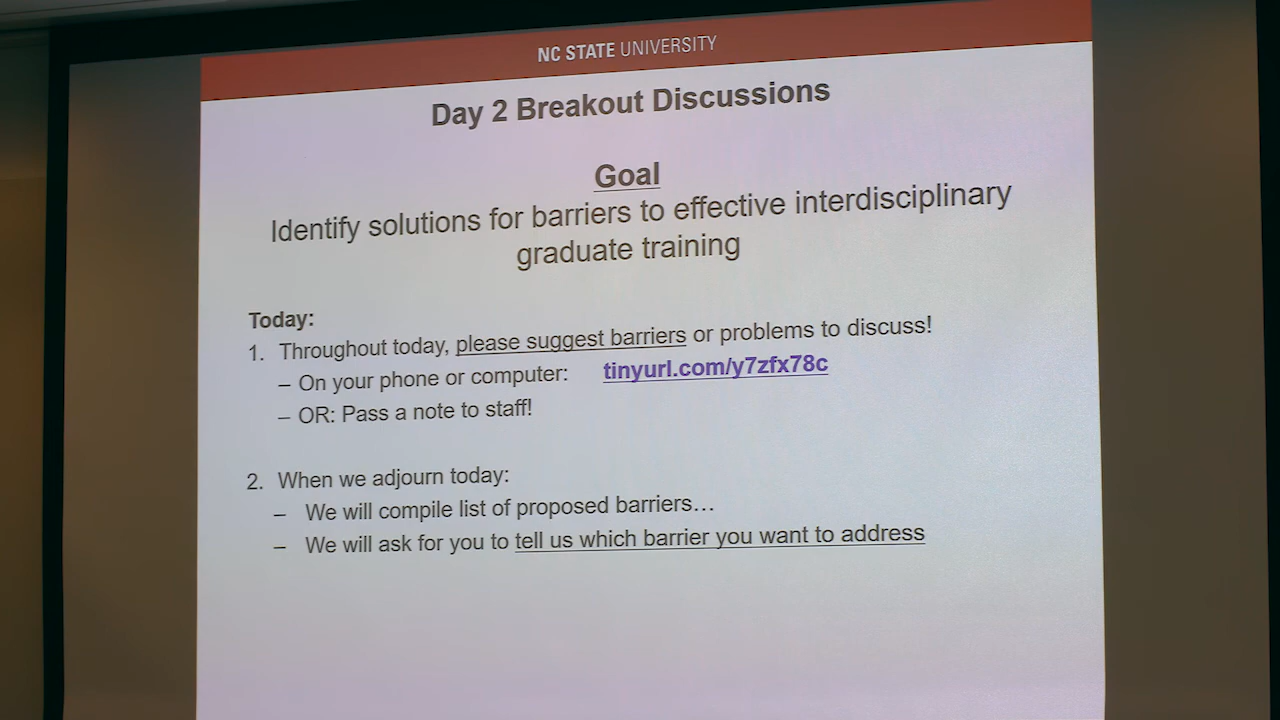 NC STATE UNIVERSITY
Day 2 Breakout Discussions
Goal
Identify solutions for barriers to effective interdisciplinary
graduate training
Today:
1. Throughout today, please suggest barriers or problems to discuss!
– On your phone or computer: tinyurl.com/y7zfx78c
– OR: Pass a note to staff!
2. When we adjourn today:
– We will compile list of proposed barriers…
– We will ask for you to tell us which barrier you want to address